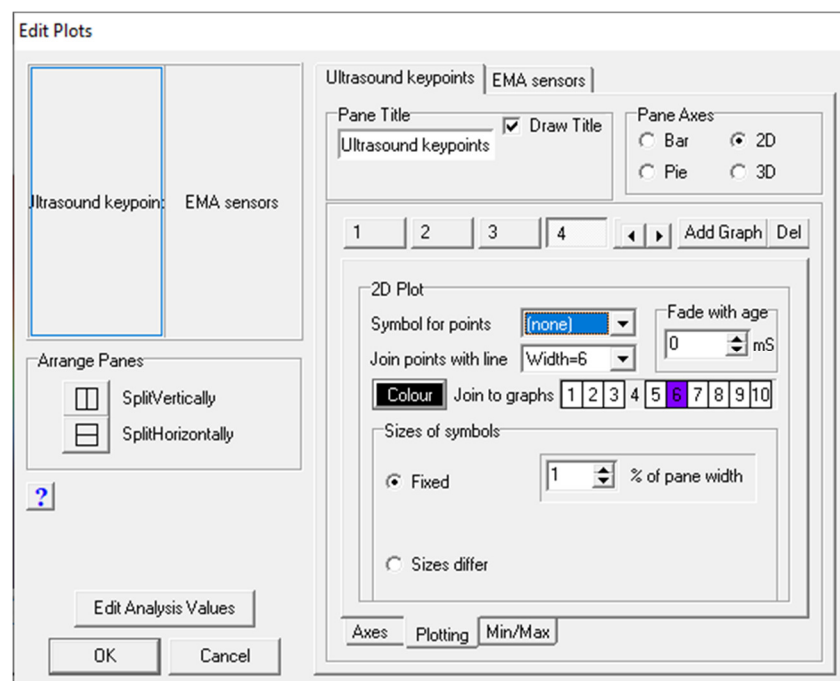 Edit Plots
Ultrasound keypoint
EMA sensors
Arrange Panes
SplitVertically
SplitHorizontally
?
Edit Analysis Values
OK
Cancel
Ultrasound keypoints
EMA sensors
Pane Title
Draw Title
Ultrasound keypoints
Pane Axes
Bar
2D
Pie
3D
1 2 3 4
Add Graph
Del
2D Plot
Symbol for points
(none)
Fade with age
0
mS
Join points with line
Width=6
Colour
Join to graphs
1 2 3 4 5 6 7 8 9 10
Sizes of symbols
Fixed
1
% of pane width
Sizes differ
Axes
Plotting
Min/Max